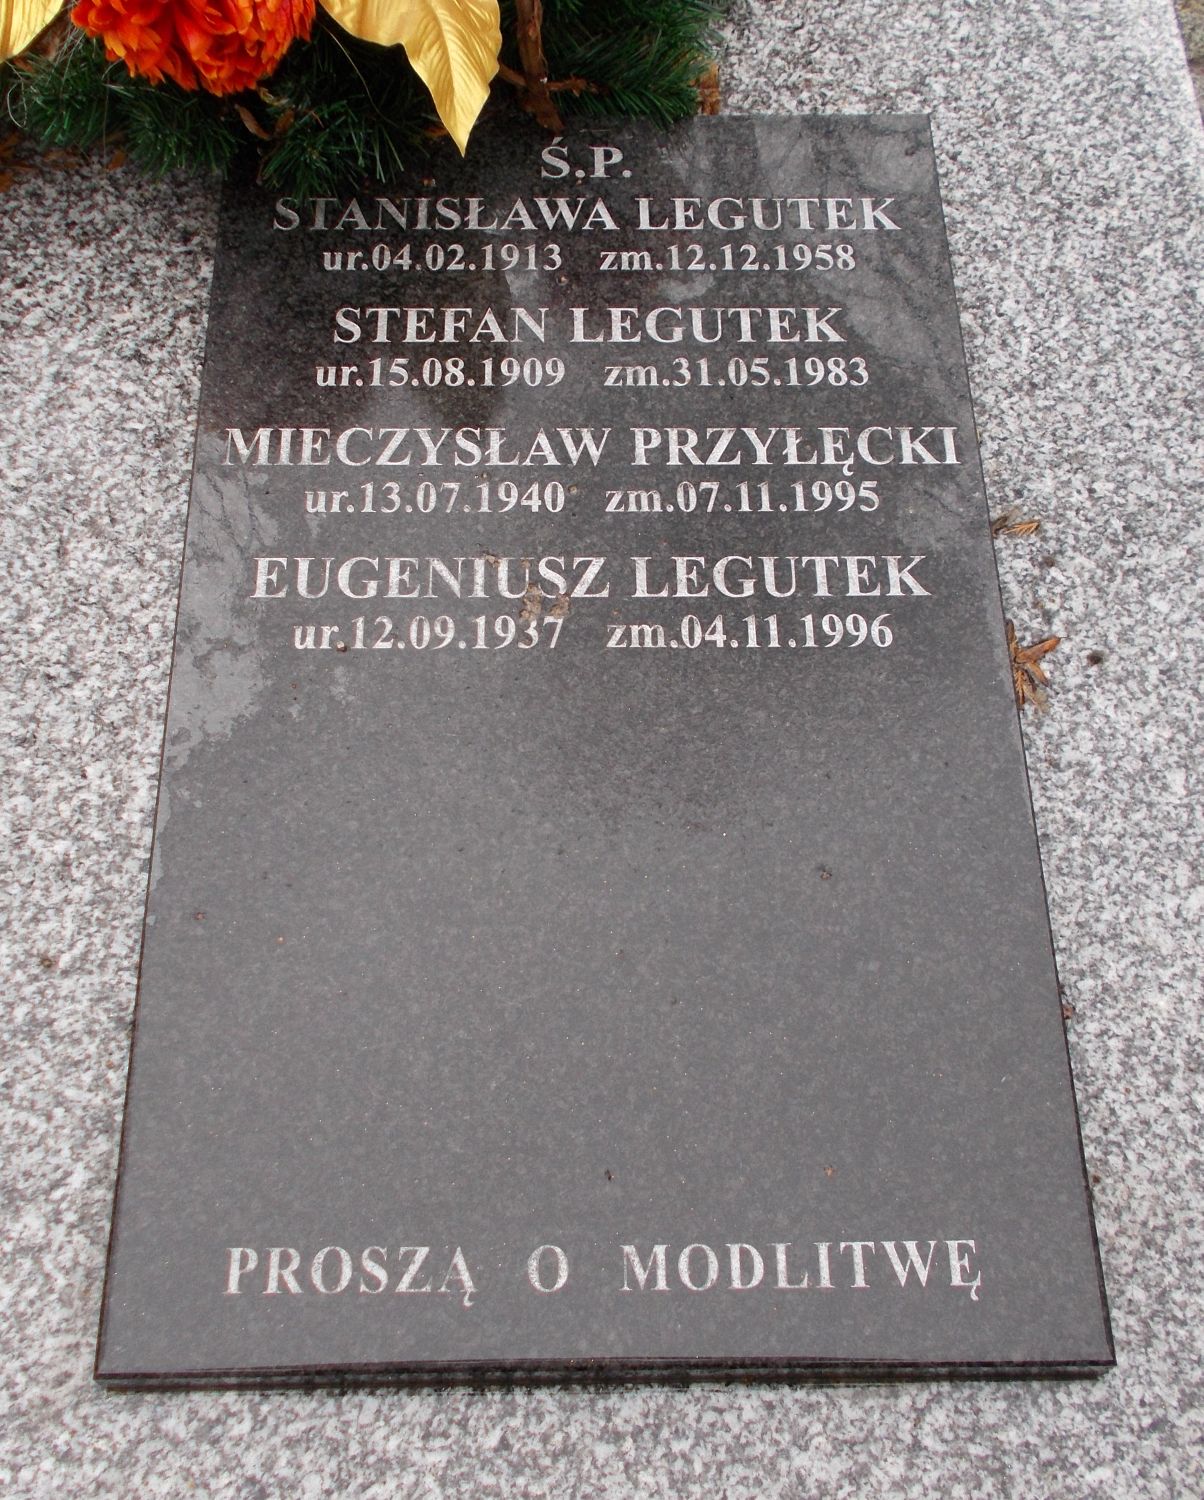 Ś.P.
STANISŁAWA LEGUTEK
ur.04.02.1913 zm.12.12.1958
STEFAN LEGUTEK
ur.15.08.1909 zm.31.05.1983
MIECZYSŁAW PRZYŁĘCKI
ur.13.07.1940 zm.07.11.1995
EUGENIUSZ LEGUTEK
ur.12.09.1937 zm.04.11.1996
PROSZĄ O MODLITWĘ